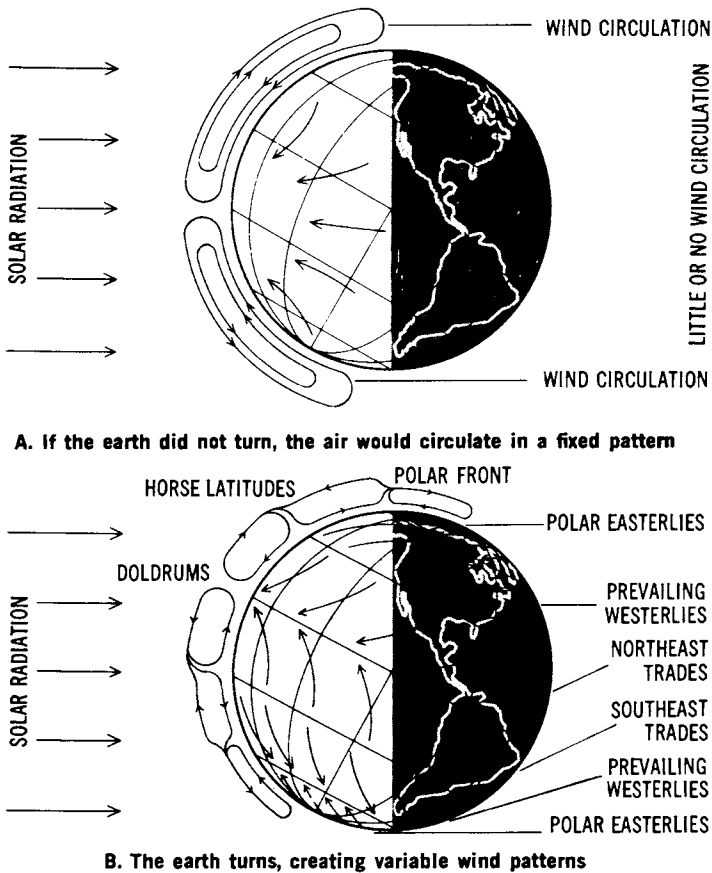 WIND CIRCULATION
SOLAR RADIATION
LITTLE OR NO WIND CIRCULATION
WIND CIRCULATION
A. If the earth did not turn, the air would circulate in a fixed pattern
HORSE LATITUDES
POLAR FRONT
POLAR EASTERLIES
DOLDRUMS
PREVAILING
WESTERLIES
SOLAR RADIATION
NORTHEAST
TRADES
SOUTHEAST
TRADES
PREVAILING
WESTERLIES
POLAR EASTERLIES
B. The earth turns, creating variable wind patterns